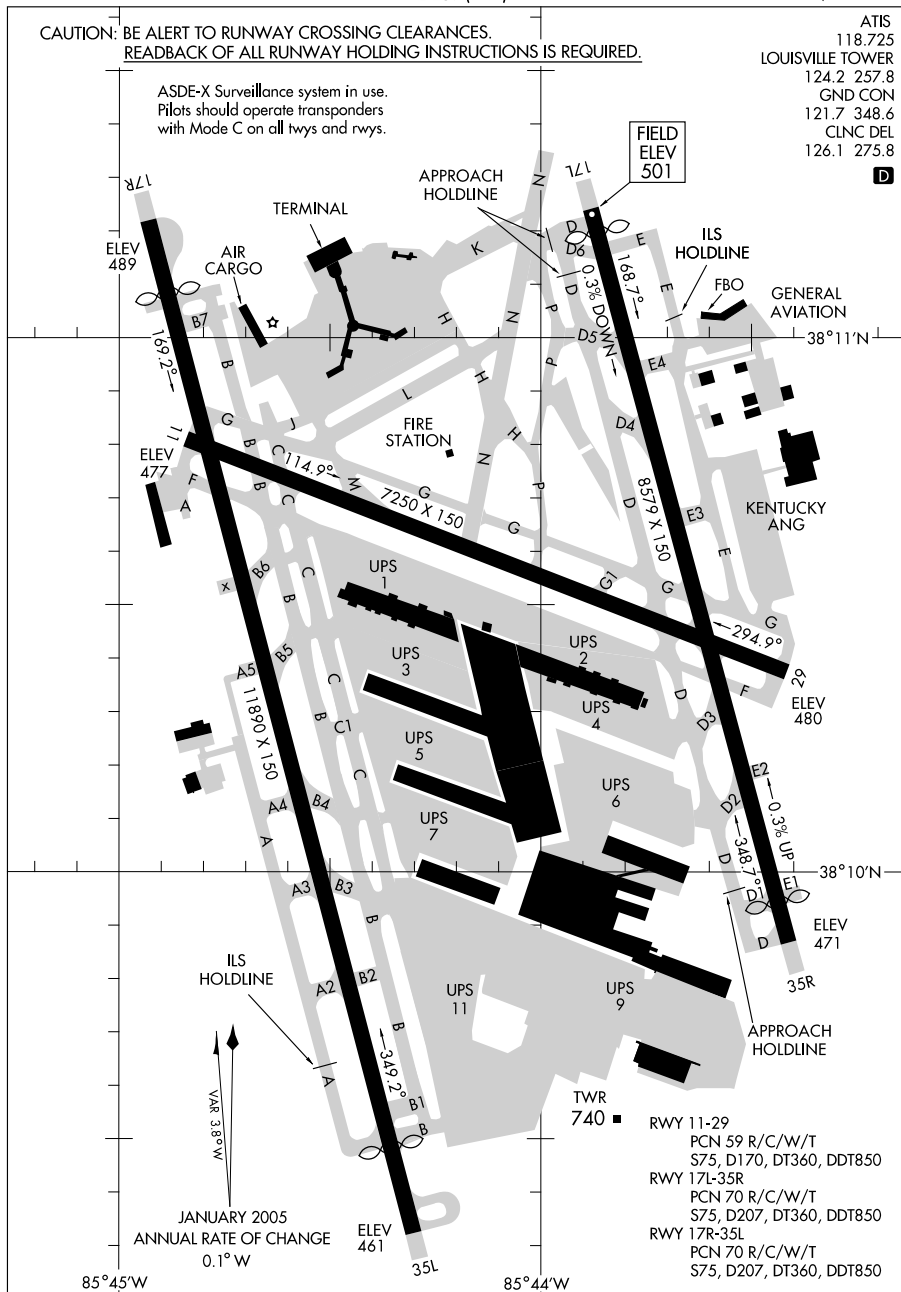 CAUTION: BE ALERT TO RUNWAY CROSSING CLEARANCES.
READBACK OF ALL RUNWAY HOLDING INSTRUCTIONS IS REQUIRED.
ASDE-X Surveillance system in use.
Pilots should operate transponders
with Mode C on all twys and rwys.
ATIS
118.725
LOUISVILLE TOWER
124.2 257.8
GND CON
121.7 348.6
CLNC DEL
126.1 275.8
D
FIELD
ELEV
501
17L
17R
APPROACH
HOLDLINE
TERMINAL
AIR
CARGO
ELEV
489
ILS
HOLDLINE
FBO
GENERAL
AVIATION
38°11'N
N
K
D
D6
E
D
E
168.7°
0.3% DOWN
B7
B
169.2°
H
N
P
P
D5
E4
L
H
J
FIRE
STATION
H
N
P
D4
G
B
C
11
ELEV
477
F
A
B
C
114.9°
M
7250 X 150
G
G
D
8579 X 150
E3
E
KENTUCKY
ANG
G1
G
G
294.9°
29
ELEV
480
F
x
B6
C
B
B5
A5
UPS
1
UPS
2
UPS
3
UPS
4
C
B
C1
C
D
D3
11890 X 150
UPS
5
UPS
6
UPS
7
E2
D2
0.3% UP
348.7°
D
D1
E1
D
A4
A
B4
A3
B3
B
38°10'N
ELEV
471
35R
APPROACH
HOLDLINE
ILS
HOLDLINE
A2
B2
B
A
349.2°
B1
B
UPS
11
UPS
9
TWR
740
VAR 3.8° W
JANUARY 2005
ANNUAL RATE OF CHANGE
0.1° W
ELEV
461
35L
85°45'W
85°44'W
RWY 11-29
PCN 59 R/C/W/T
S75, D170, DT360, DDT850
RWY 17L-35R
PCN 70 R/C/W/T
S75, D207, DT360, DDT850
RWY 17R-35L
PCN 70 R/C/W/T
S75, D207, DT360, DDT850